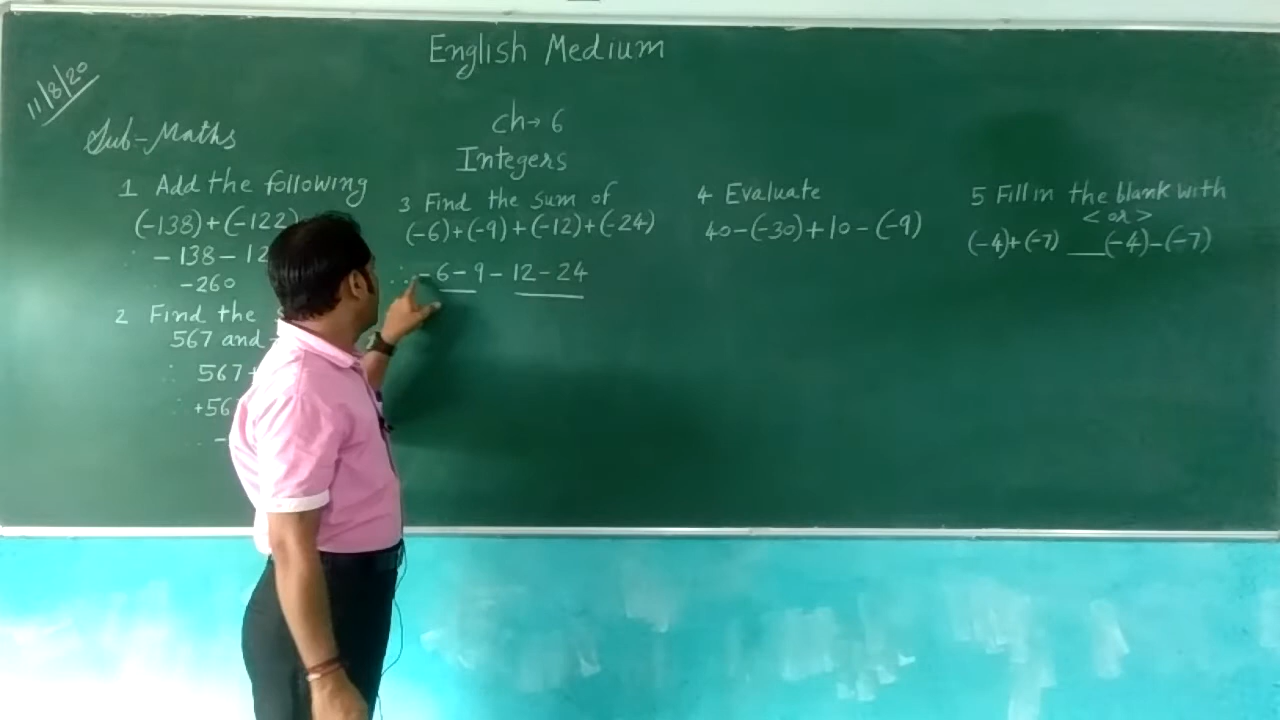 English Medium
11/8/20
Sub-Maths
ch→ 6
Integers
1 Add the following
(-138)+(-122)
∴ -138-12
∴ -260
2 Find the
567 and
∴ 567+
∴ +56
∴ -
3 Find the sum of
(-6)+(-9)+(-12)+(-24)
∴ -6-9-12-24
4 Evaluate
40-(-30)+10-(-9)
5 Fill in the blank with
< or >
(-4)+(-7) ___(-4)-(-7)